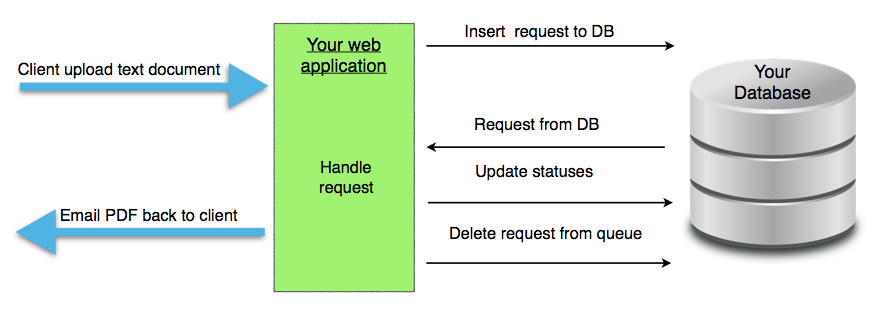 Insert  request to DB
Your web
application
Client upload text document
Your
Database
Request from DB
Handle
request
Update statuses
Email PDF back to client
Delete request from queue